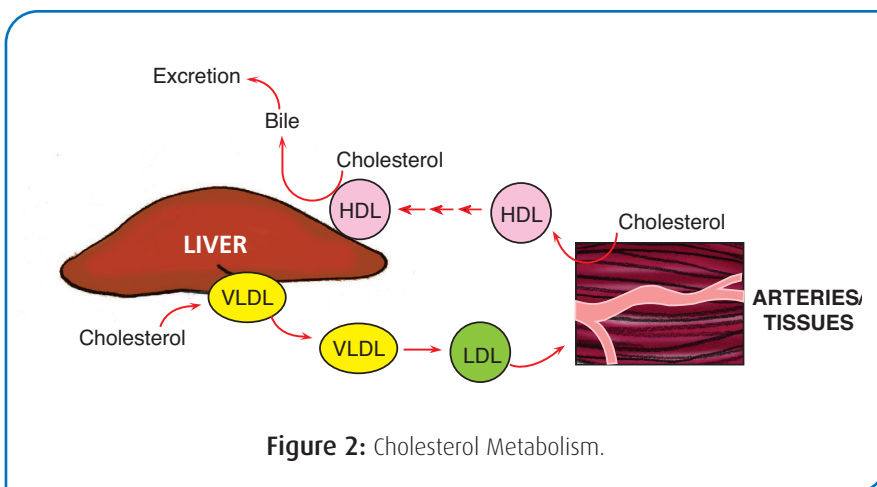 Excretion
Bile
Cholesterol
HDL
HDL
Cholesterol
LIVER
VLDL
Cholesterol
VLDL
LDL
ARTERIES/
TISSUES
Figure 2: Cholesterol Metabolism.